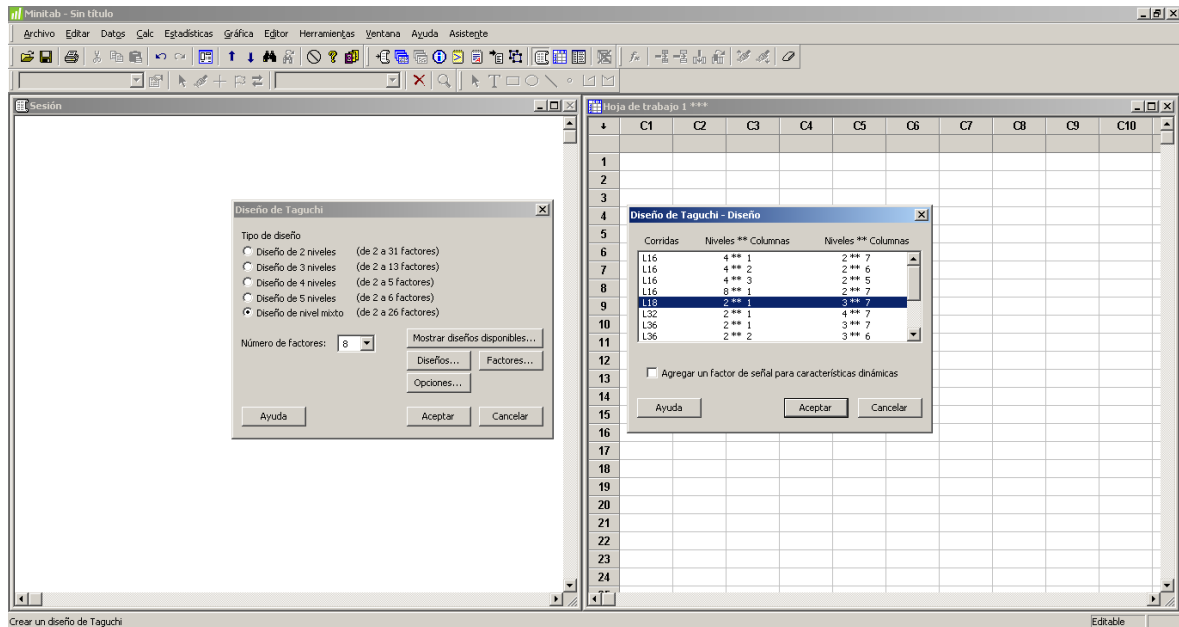 Minitab - Sin título
Archivo Editar Datos Calc Estadísticas Gráfica Editor Herramientas Ventana Ayuda Asistente
Sesión
Diseño de Taguchi
Tipo de diseño
Diseño de 2 niveles (de 2 a 31 factores)
Diseño de 3 niveles (de 2 a 13 factores)
Diseño de 4 niveles (de 2 a 5 factores)
Diseño de 5 niveles (de 2 a 6 factores)
Diseño de nivel mixto (de 2 a 26 factores)
Número de factores: 8
Mostrar diseños disponibles...
Diseños... Factores...
Opciones...
Ayuda Aceptar Cancelar
Hoja de trabajo 1 ***
C1 C2 C3 C4 C5 C6 C7 C8 C9 C10
1
2
3
4
5
6
7
8
9
10
11
12
13
14
15
16
17
18
19
20
21
22
23
24
Diseño de Taguchi - Diseño
Corridas Niveles ** Columnas Niveles ** Columnas
L16 4 ** 1 2 ** 7
L16 4 ** 2 2 ** 6
L16 4 ** 3 2 ** 5
L16 8 ** 1 2 ** 7
L18 2 ** 1 3 ** 7
L32 2 ** 1 4 ** 7
L36 2 ** 1 3 ** 7
L36 2 ** 2 3 ** 6
Agregar un factor de señal para características dinámicas
Ayuda Aceptar Cancelar
Crear un diseño de Taguchi
Editable